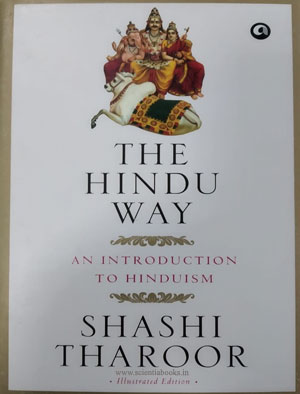 a
THE
HINDU
WAY
AN INTRODUCTION
TO HINDUISM
SHASHI
THAROOR
www.scientiabooks.in
• Illustrated Edition •